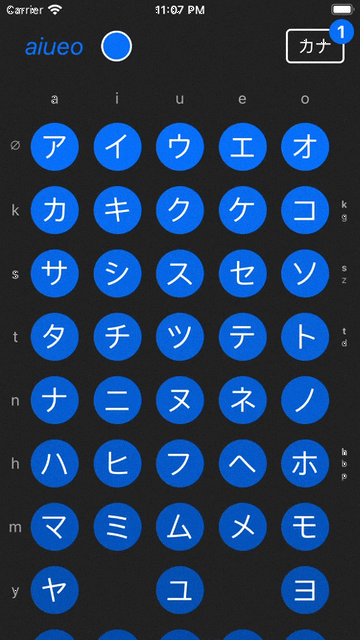 Carrier 11:07 PM
aiueo カナ 1
a i u e o
∅ ア イ ウ エ オ
k カ キ ク ケ コ k g
s サ シ ス セ ソ s z
t タ チ ツ テ ト t d
n ナ ニ ヌ ネ ノ
h ハ ヒ フ ヘ ホ h b p
m マ ミ ム メ モ
y ヤ ユ ヨ